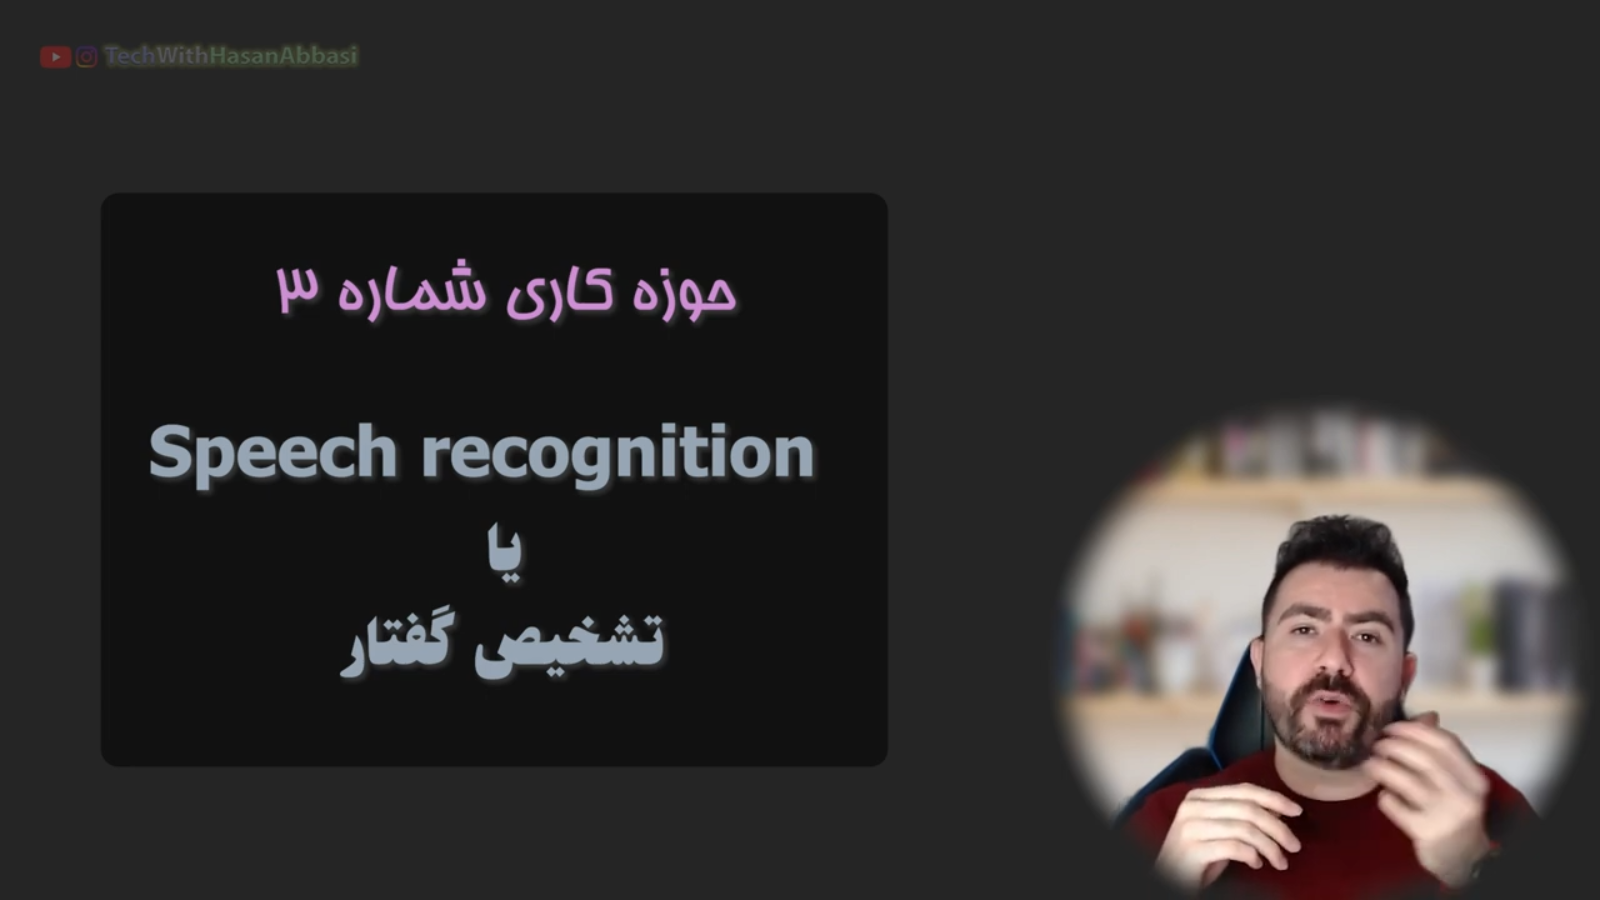 TechWithHasanAbbasi
حوزه کاری شماره ۳
Speech recognition
یا
تشخیص گفتار